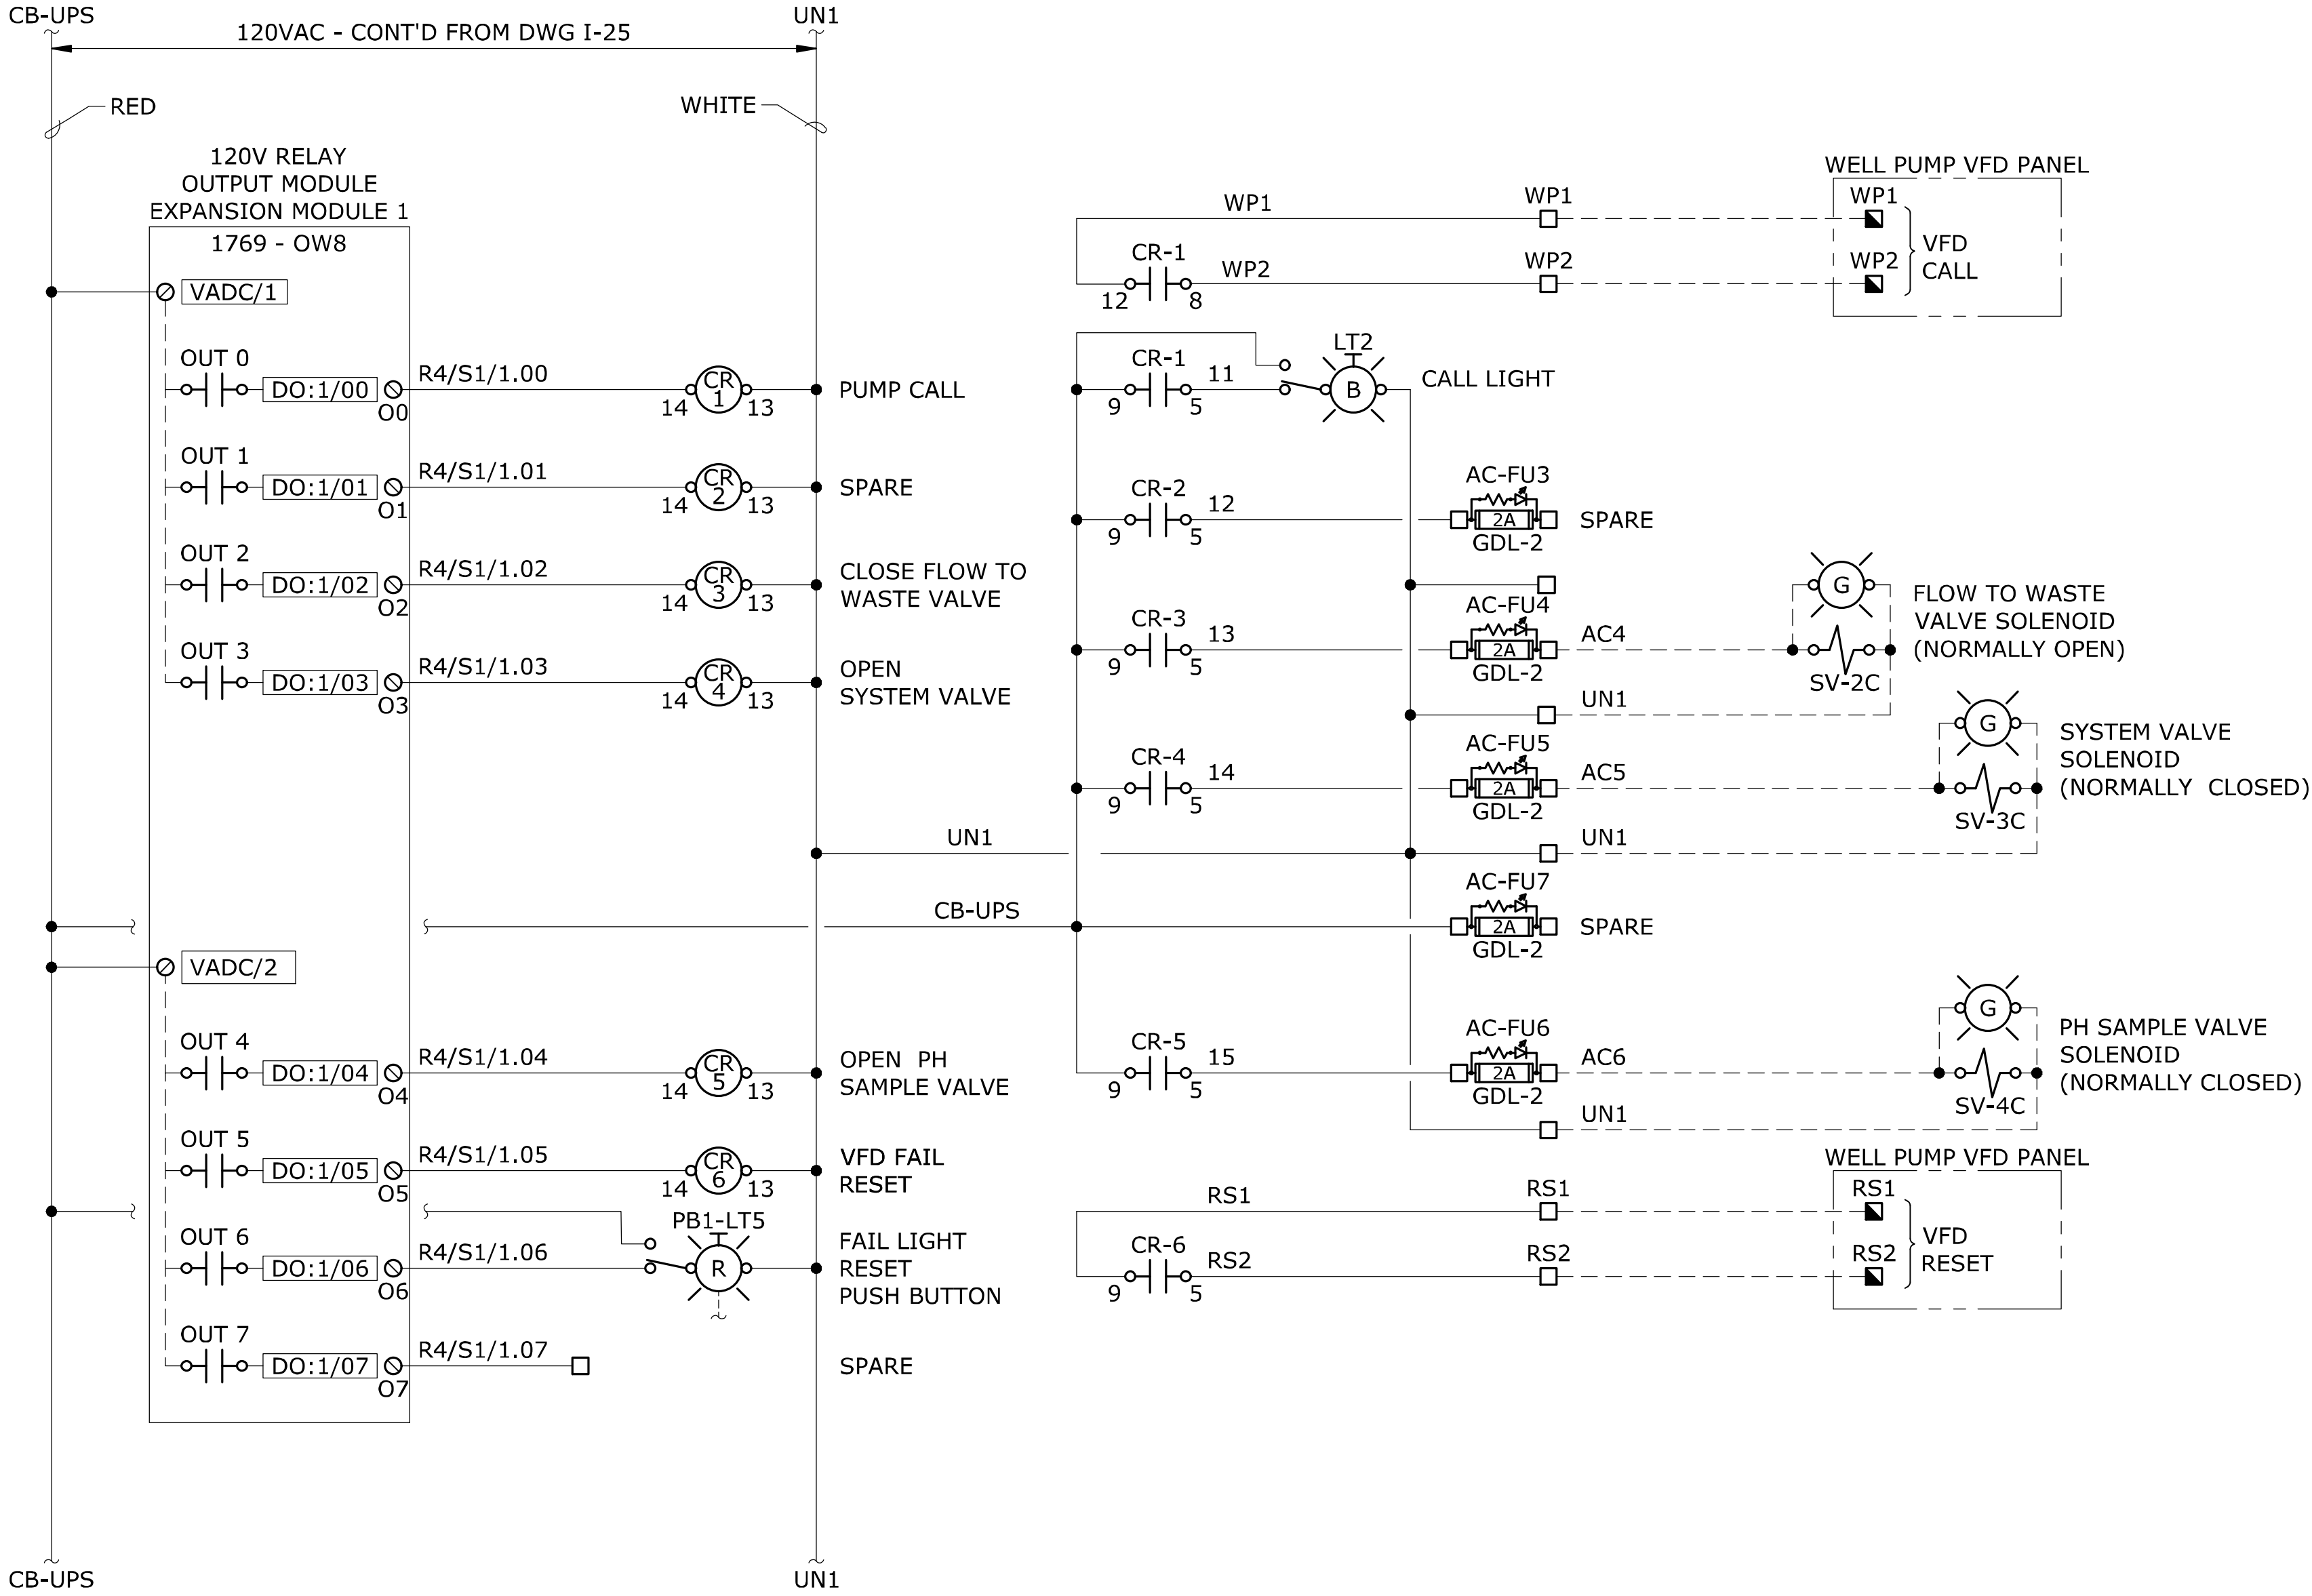 CB-UPS
UN1
120VAC - CONT'D FROM DWG I-25
RED
WHITE
120V RELAY
OUTPUT MODULE
EXPANSION MODULE 1
1769 - OW8
VADC/1
OUT 0
DO:1/00
O0
R4/S1/1.00
14
CR
1
13
PUMP CALL
OUT 1
DO:1/01
O1
R4/S1/1.01
14
CR
2
13
SPARE
OUT 2
DO:1/02
O2
R4/S1/1.02
14
CR
3
13
CLOSE FLOW TO
WASTE VALVE
OUT 3
DO:1/03
O3
R4/S1/1.03
14
CR
4
13
OPEN
SYSTEM VALVE
UN1
CB-UPS
VADC/2
OUT 4
DO:1/04
O4
R4/S1/1.04
14
CR
5
13
OPEN  PH
SAMPLE VALVE
OUT 5
DO:1/05
O5
R4/S1/1.05
14
CR
6
13
VFD FAIL
RESET
OUT 6
DO:1/06
O6
R4/S1/1.06
PB1-LT5
R
FAIL LIGHT
RESET
PUSH BUTTON
OUT 7
DO:1/07
O7
R4/S1/1.07
SPARE
CB-UPS
UN1
WELL PUMP VFD PANEL
WP1
WP1
WP1
CR-1
12
8
WP2
WP2
WP2
VFD
CALL
CR-1
9
5
11
LT2
B
CALL LIGHT
CR-2
9
5
12
AC-FU3
2A
GDL-2
SPARE
CR-3
9
5
13
AC-FU4
2A
GDL-2
AC4
G
SV-2C
FLOW TO WASTE
VALVE SOLENOID
(NORMALLY OPEN)
UN1
CR-4
9
5
14
AC-FU5
2A
GDL-2
AC5
G
SV-3C
SYSTEM VALVE
SOLENOID
(NORMALLY  CLOSED)
UN1
AC-FU7
2A
GDL-2
SPARE
CR-5
9
5
15
AC-FU6
2A
GDL-2
AC6
G
SV-4C
PH SAMPLE VALVE
SOLENOID
(NORMALLY CLOSED)
UN1
WELL PUMP VFD PANEL
RS1
RS1
RS1
CR-6
9
5
RS2
RS2
RS2
VFD
RESET